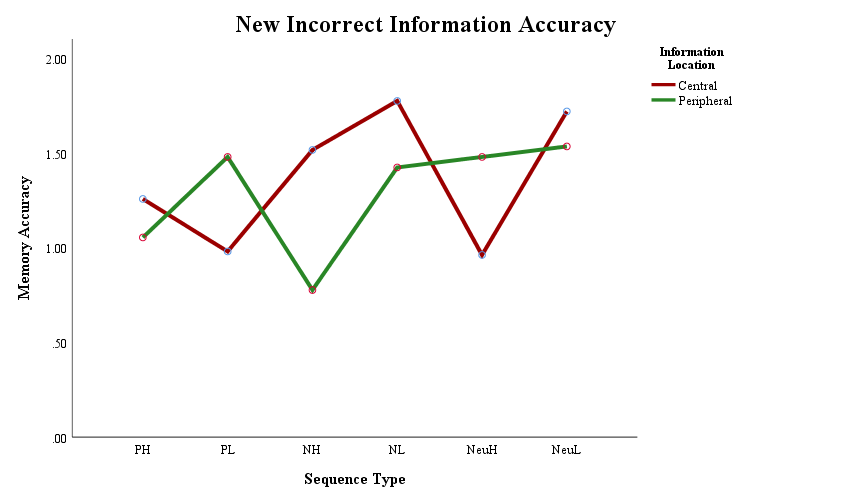 New Incorrect Information Accuracy
Information
Location
Central
Peripheral
Memory Accuracy
2.00
1.50
1.00
.50
.00
PH PL NH NL NeuH NeuL
Sequence Type